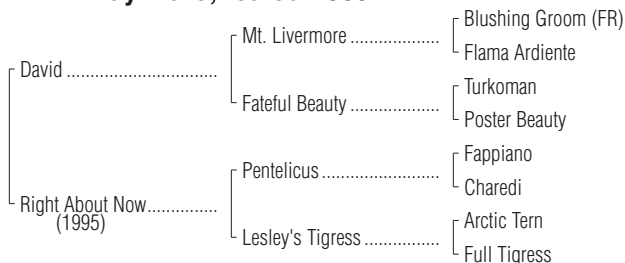 Blushing Groom (FR)
Mt. Livermore ...................
Flama Ardiente
David ................................
Turkoman
Fateful Beauty ...................
Poster Beauty
Fappiano
Pentelicus.........................
Charedi
Right About Now...............
(1995)
Arctic Tern
Lesley's Tigress ................
Full Tigress